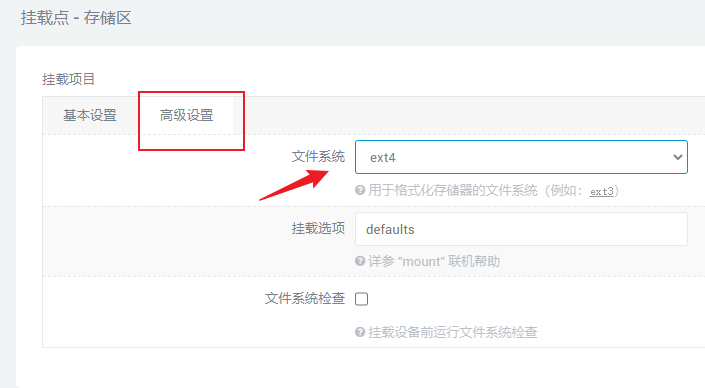 挂载点 - 存储区
挂载项目
基本设置 高级设置
文件系统 ext4
用于格式化存储器的文件系统（例如：ext3）
挂载选项 defaults
详参 "mount" 联机帮助
文件系统检查
挂载设备前运行文件系统检查